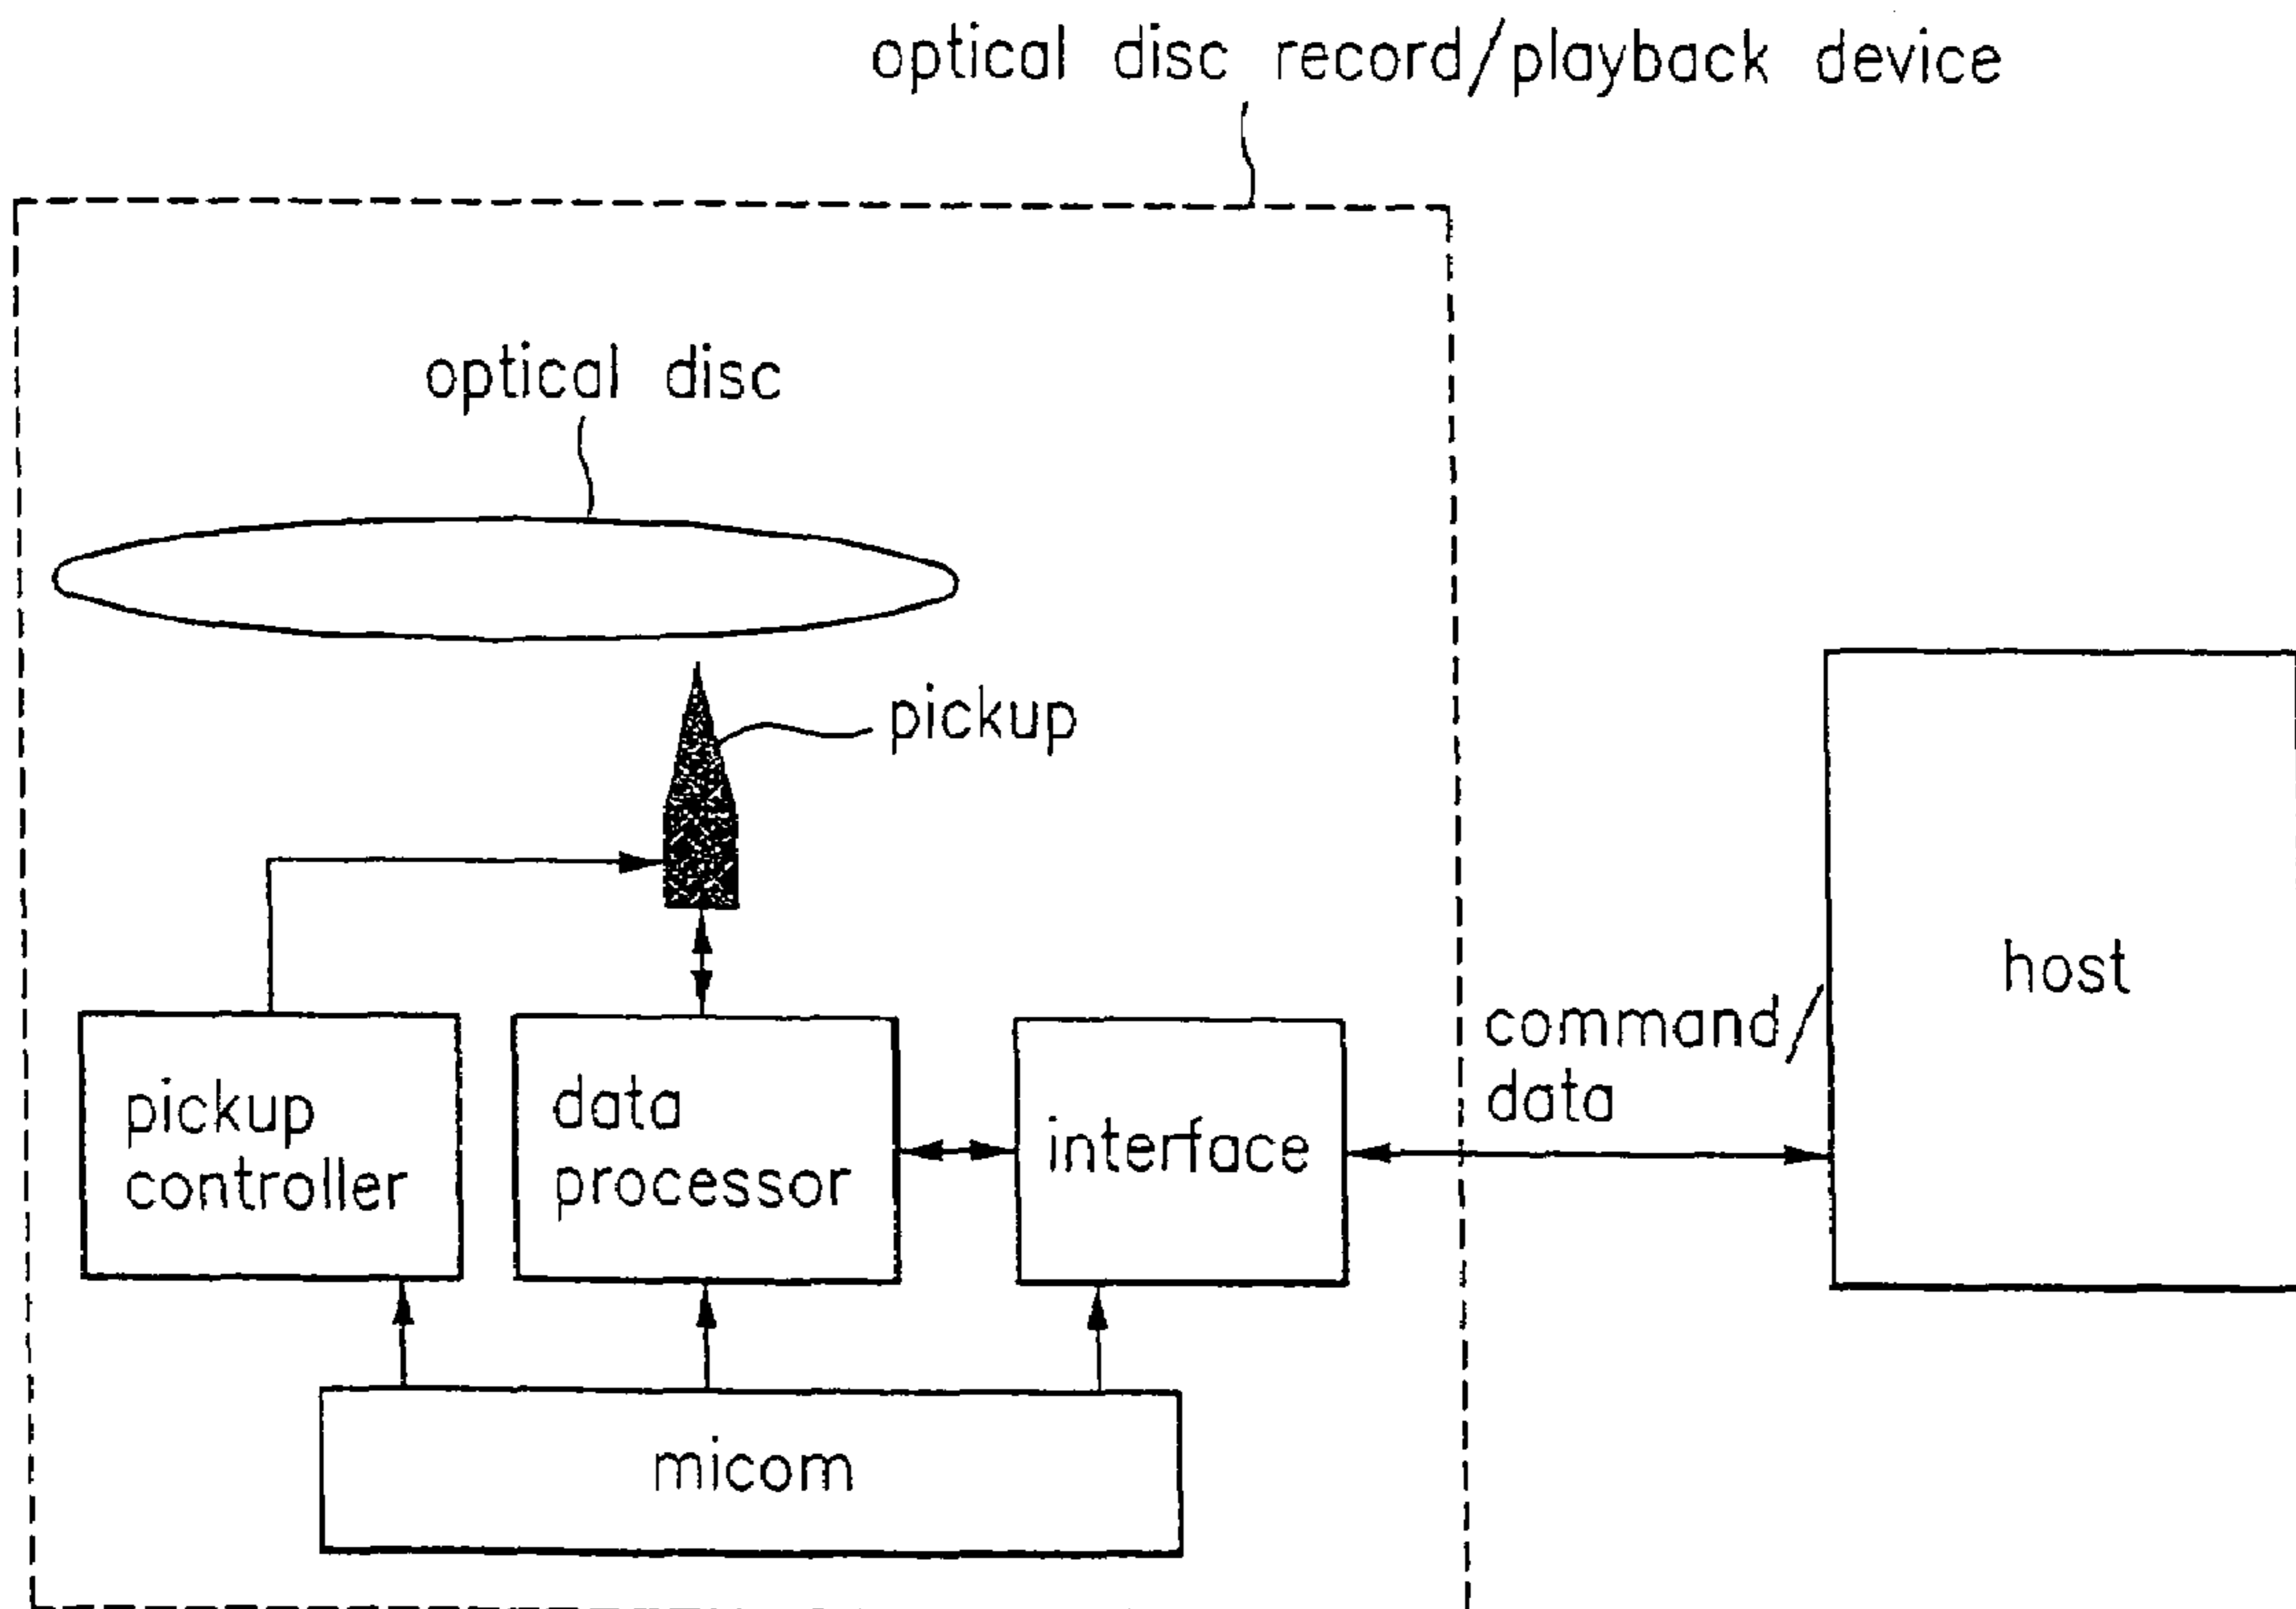 optical disc record/playback device
optical disc
pickup
host
command/
data
pickup
controller
data
processor
interface
micom